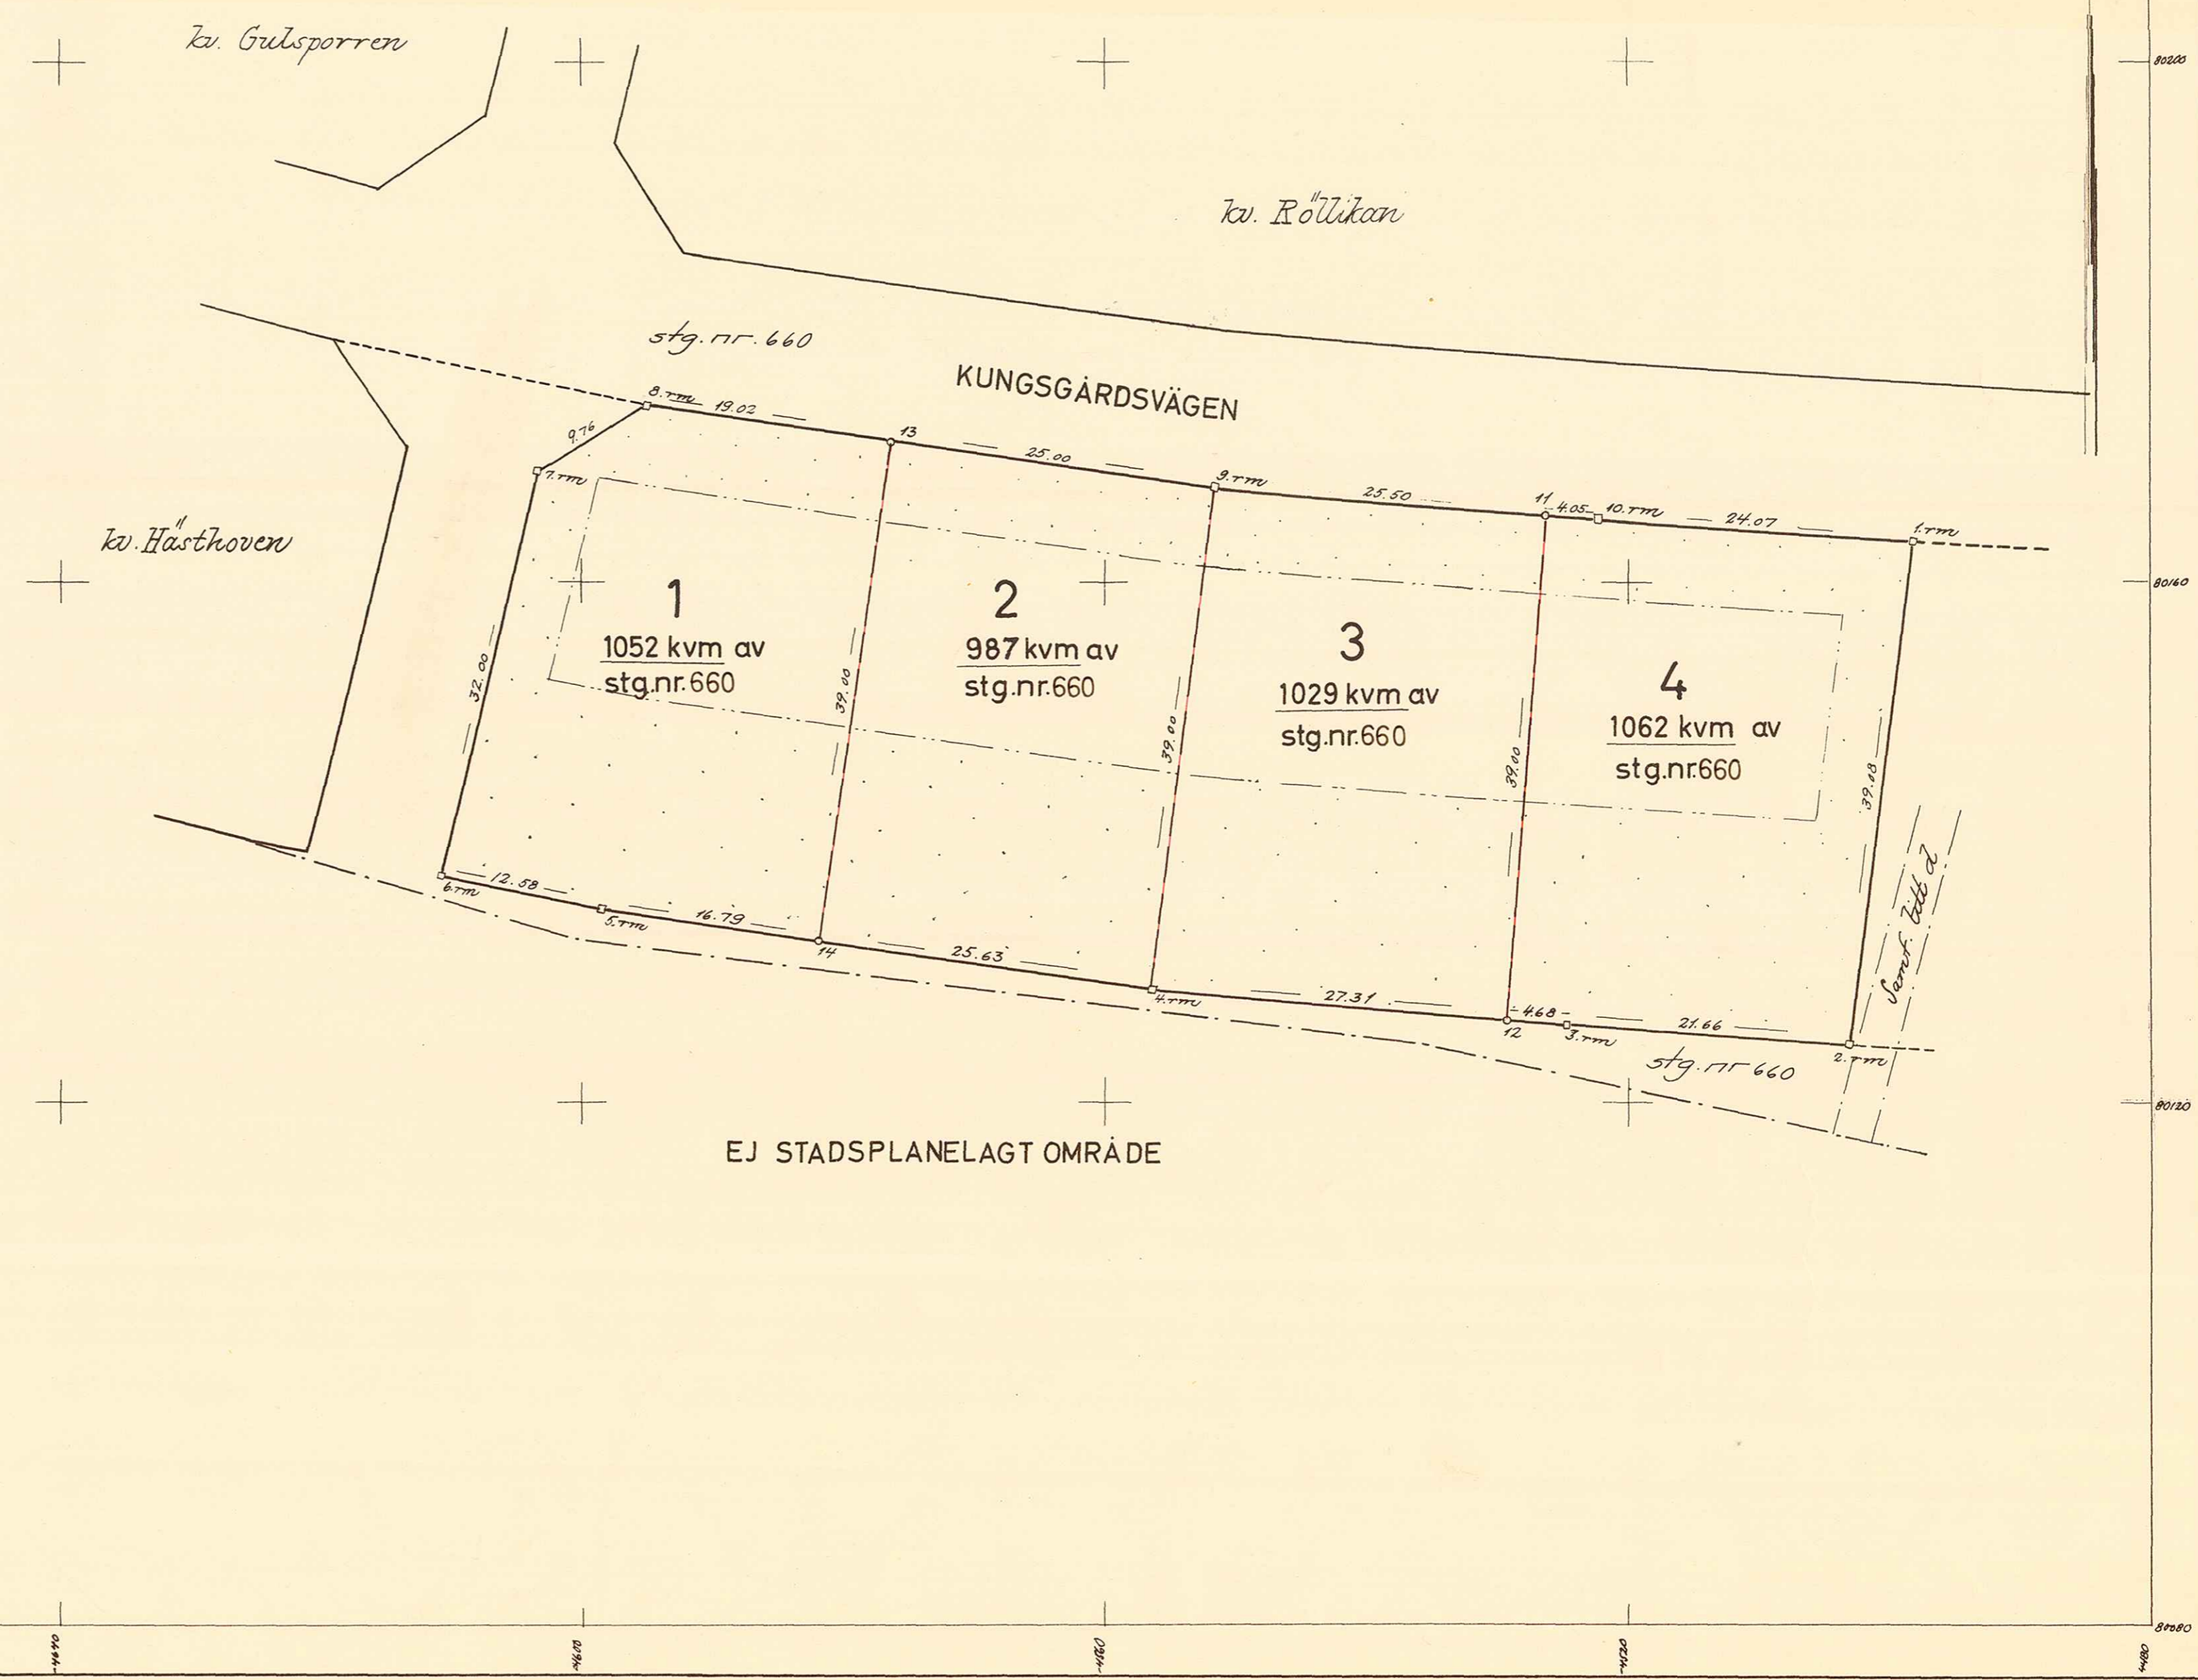 kv. Gulsporren
80200
kv. Röllikan
stg.nr.660
KUNGSGÅRDSVÄGEN
8.rm
19.02
9.76
13
25.00
7.rm
9.rm
25.50
11
4.05
10.rm
24.07
1.rm
kv. Hästhoven
80160
1
1052 kvm av
stg.nr.660
2
987 kvm av
stg.nr.660
3
1029 kvm av
stg.nr.660
4
1062 kvm av
stg.nr.660
32.00
39.00
39.00
39.00
39.08
Samf. litt d
6.rm
12.58
5.rm
16.79
14
25.63
4.rm
27.31
12
4.68
3.rm
21.66
2.rm
stg.nr 660
80120
EJ STADSPLANELAGT OMRÅDE
80080
-4640
4480